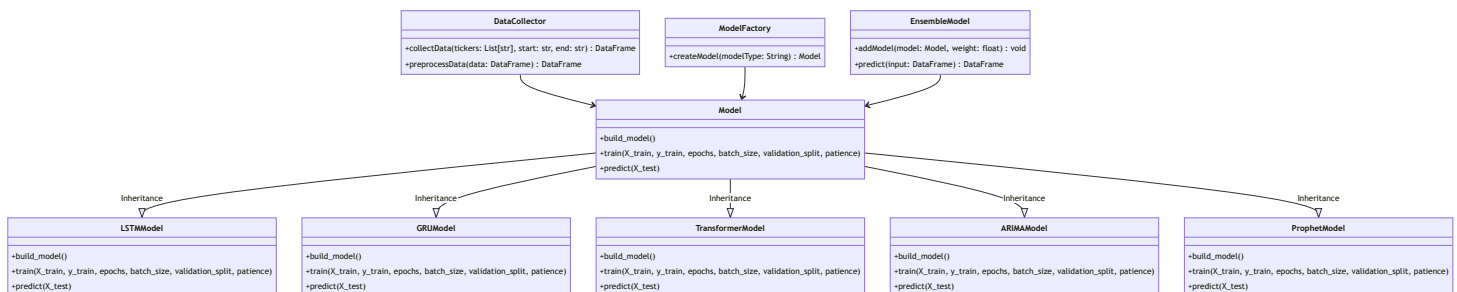 DataCollector
+collectData(tickers: List[str], start: str, end: str) : DataFrame
+preprocessData(data: DataFrame) : DataFrame
ModelFactory
+createModel(modelType: String) : Model
EnsembleModel
+addModel(model: Model, weight: float) : void
+predict(input: DataFrame) : DataFrame
Model
+build_model()
+train(X_train, y_train, epochs, batch_size, validation_split, patience)
+predict(X_test)
Inheritance
Inheritance
Inheritance
Inheritance
Inheritance
LSTMModel
+build_model()
+train(X_train, y_train, epochs, batch_size, validation_split, patience)
+predict(X_test)
GRUModel
+build_model()
+train(X_train, y_train, epochs, batch_size, validation_split, patience)
+predict(X_test)
TransformerModel
+build_model()
+train(X_train, y_train, epochs, batch_size, validation_split, patience)
+predict(X_test)
ARIMAModel
+build_model()
+train(X_train, y_train, epochs, batch_size, validation_split, patience)
+predict(X_test)
ProphetModel
+build_model()
+train(X_train, y_train, epochs, batch_size, validation_split, patience)
+predict(X_test)